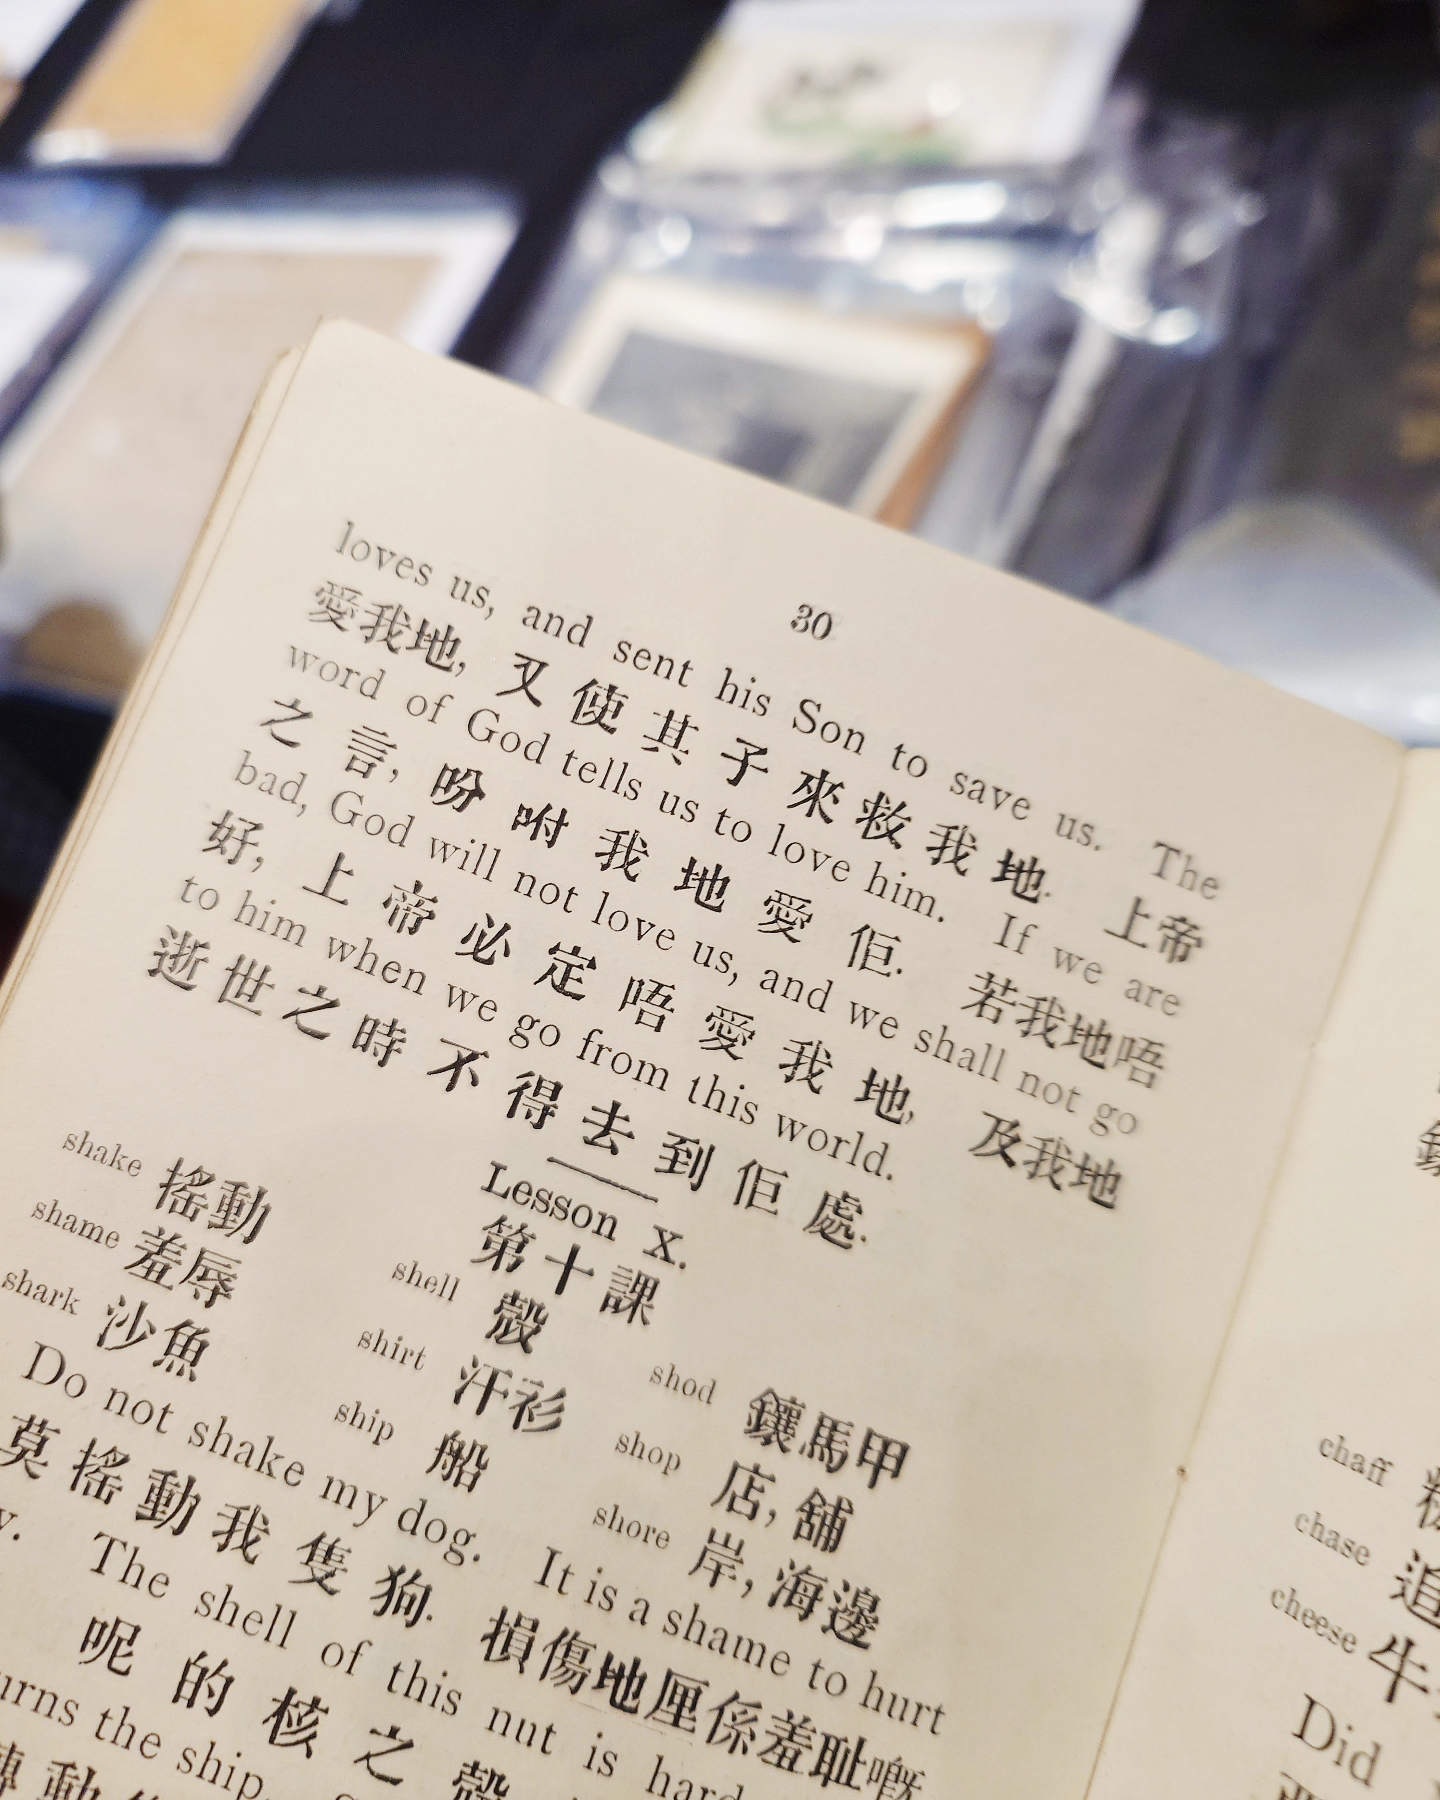 30
loves us, and sent his Son to save us. The
愛我地, 又使其子來救我地. 上帝
word of God tells us to love him. If we are
之言, 吩咐我地愛佢. 若我地唔
bad, God will not love us, and we shall not go
好, 上帝必定唔愛我地, 及我地
to him when we go from this world.
逝世之時不得去到佢處.
Lesson X.
第十課
shake 搖動 shell 殼 shod 鑲馬甲
shame 羞辱 shirt 汗衫 shop 店, 舖
shark 沙魚 ship 船 shore 岸, 海邊
Do not shake my dog. It is a shame to hurt
莫搖動我隻狗. 損傷地厘係羞耻嘅
The shell of this nut is hard
呢的核之殼
the ship.
動
chaff
chase 追
cheese 牛
Did